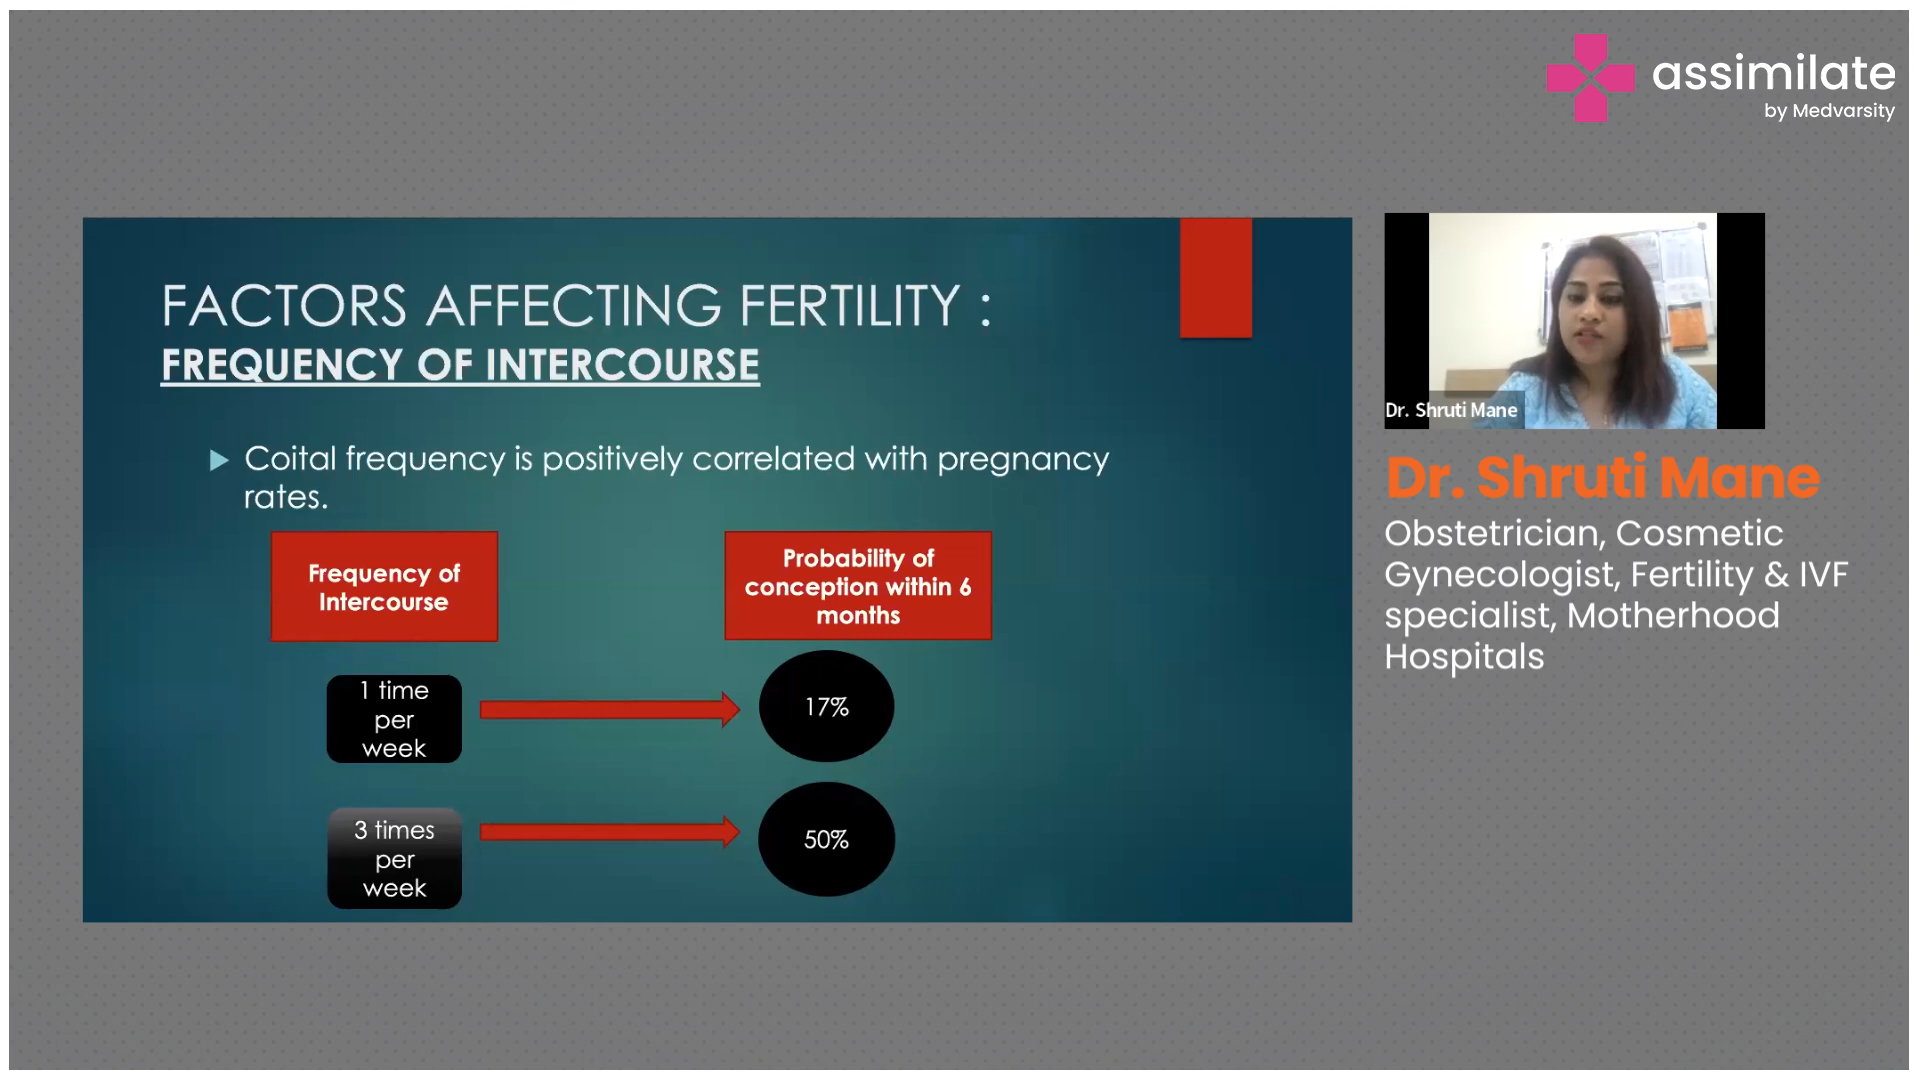 assimilate
by Medvarsity
FACTORS AFFECTING FERTILITY :
FREQUENCY OF INTERCOURSE
Coital frequency is positively correlated with pregnancy
rates.
Frequency of
Intercourse
Probability of
conception within 6
months
1 time
per
week
17%
3 times
per
week
50%
Dr. Shruti Mane
Dr. Shruti Mane
Obstetrician, Cosmetic
Gynecologist, Fertility & IVF
specialist, Motherhood
Hospitals